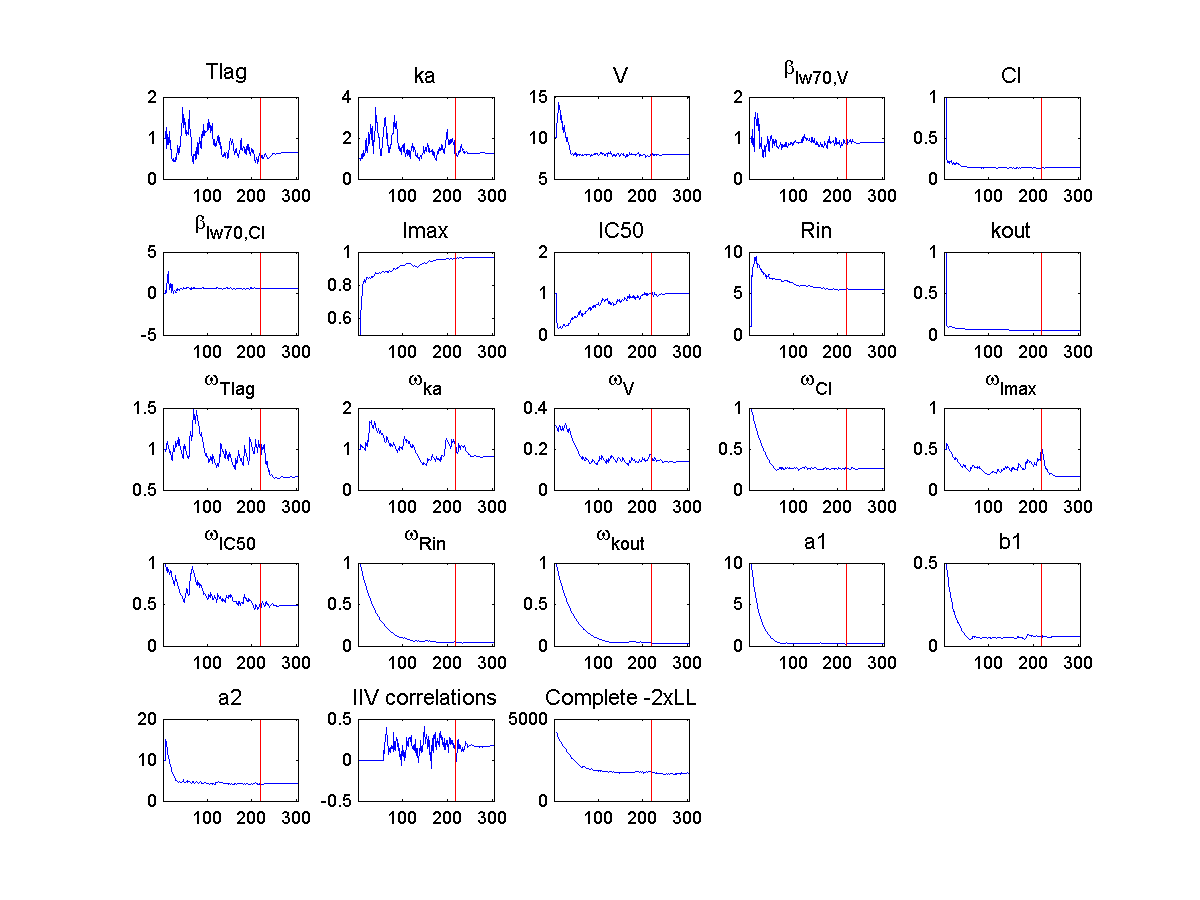 Tlag
2
1
0
100 200 300
ka
4
2
0
100 200 300
V
15
10
5
100 200 300
βlw70,V
2
1
0
100 200 300
Cl
1
0.5
0
100 200 300
βlw70,Cl
5
0
-5
100 200 300
Imax
1
0.8
0.6
100 200 300
IC50
2
1
0
100 200 300
Rin
10
5
0
100 200 300
kout
1
0.5
0
100 200 300
ωTlag
1.5
1
0.5
100 200 300
ωka
2
1
0
100 200 300
ωV
0.4
0.2
0
100 200 300
ωCl
1
0.5
0
100 200 300
ωImax
1
0.5
0
100 200 300
ωIC50
1
0.5
0
100 200 300
ωRin
1
0.5
0
100 200 300
ωkout
1
0.5
0
100 200 300
a1
10
5
0
100 200 300
b1
0.5
0
100 200 300
a2
20
10
0
100 200 300
IIV correlations
0.5
0
-0.5
100 200 300
Complete -2xLL
5000
0
100 200 300